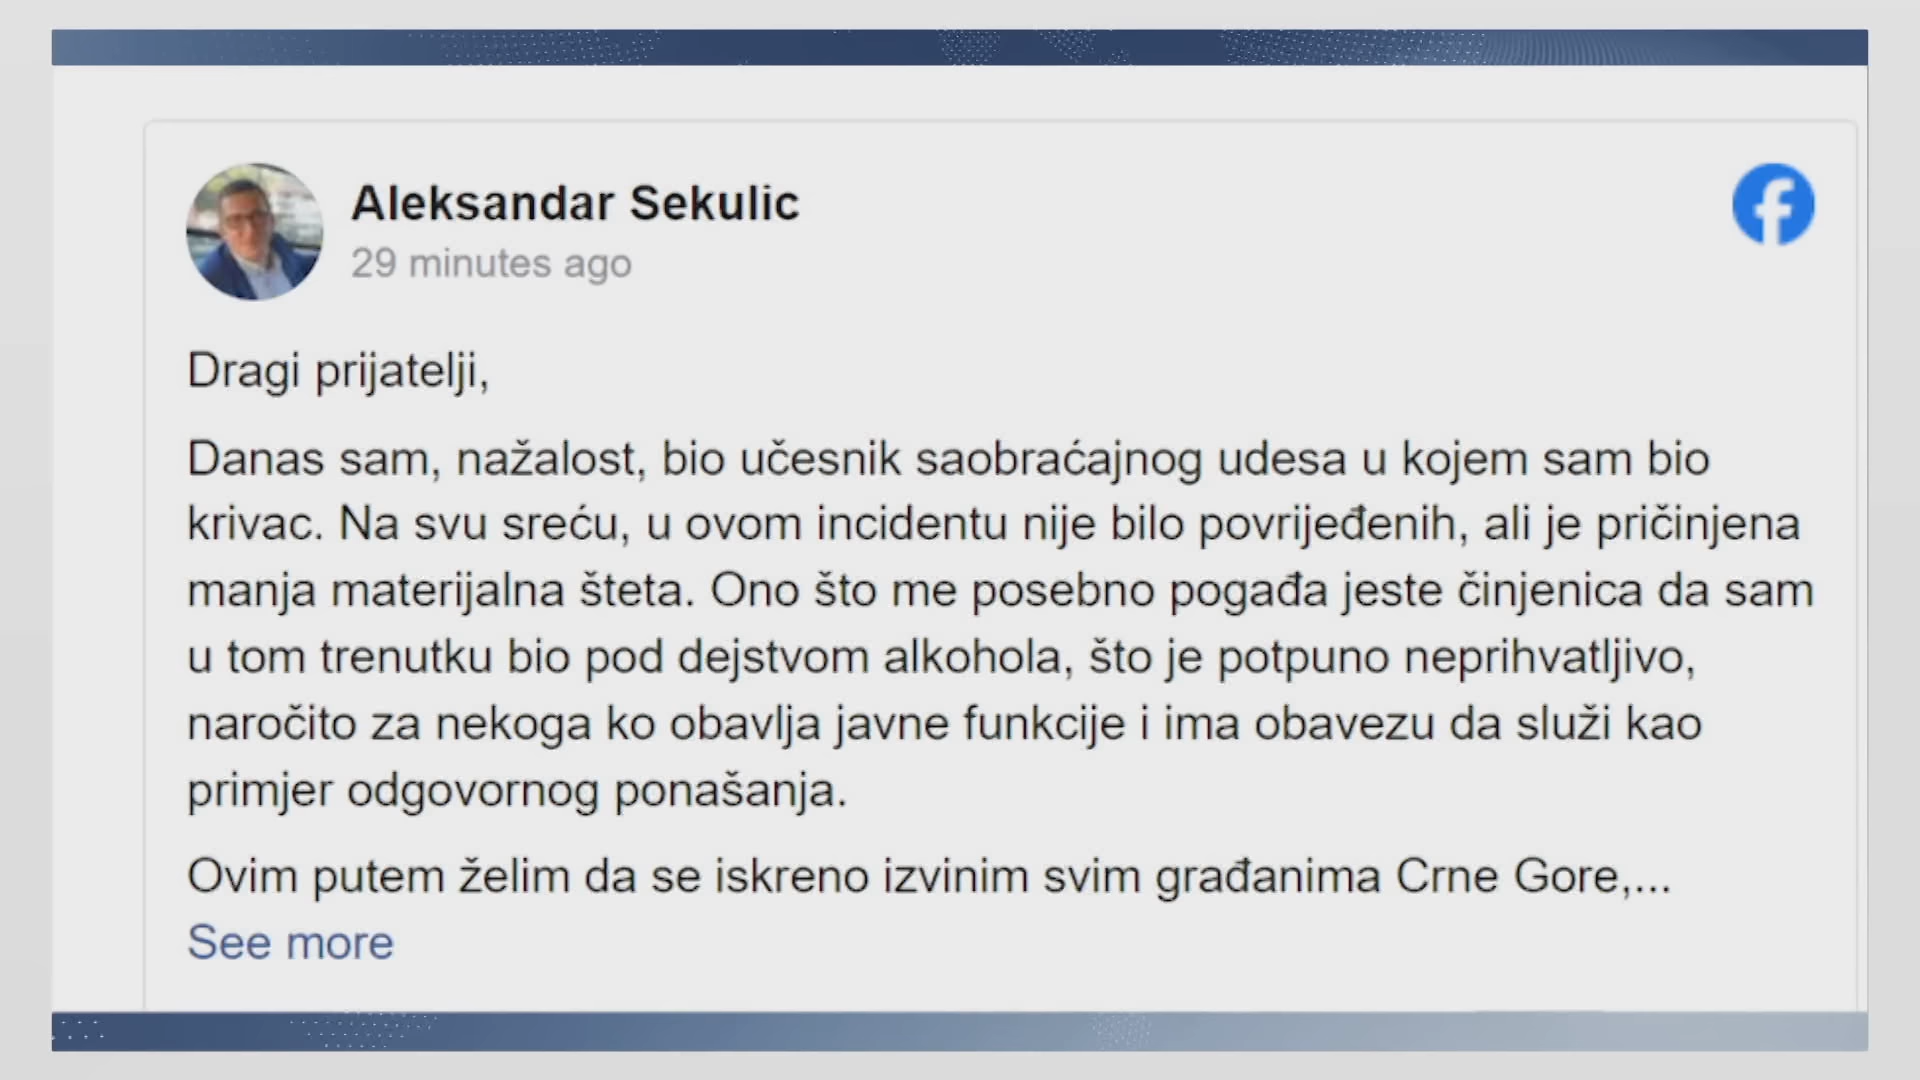 Aleksandar Sekulic
29 minutes ago
Dragi prijatelji,
Danas sam, nažalost, bio učesnik saobraćajnog udesa u kojem sam bio
krivac. Na svu sreću, u ovom incidentu nije bilo povrijeđenih, ali je pričinjena
manja materijalna šteta. Ono što me posebno pogađa jeste činjenica da sam
u tom trenutku bio pod dejstvom alkohola, što je potpuno neprihvatljivo,
naročito za nekoga ko obavlja javne funkcije i ima obavezu da služi kao
primjer odgovornog ponašanja.
Ovim putem želim da se iskreno izvinim svim građanima Crne Gore,...
See more